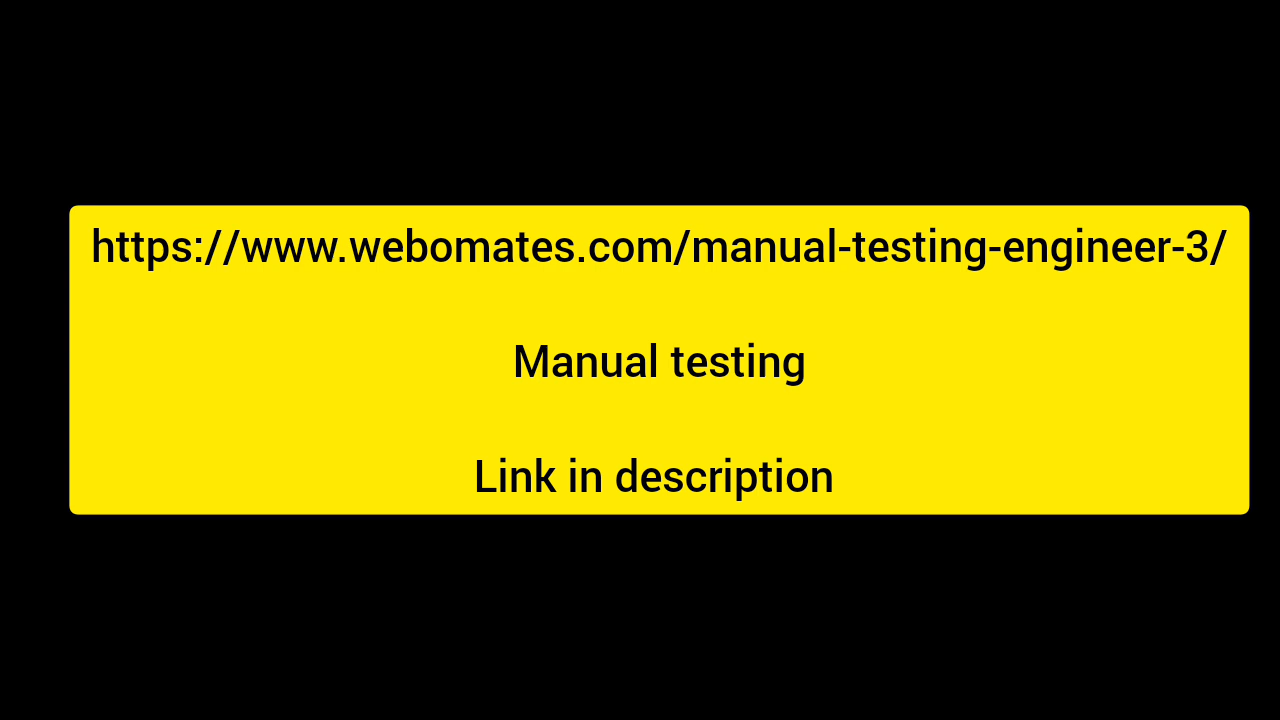 https://www.webomates.com/manual-testing-engineer-3/
Manual testing
Link in description